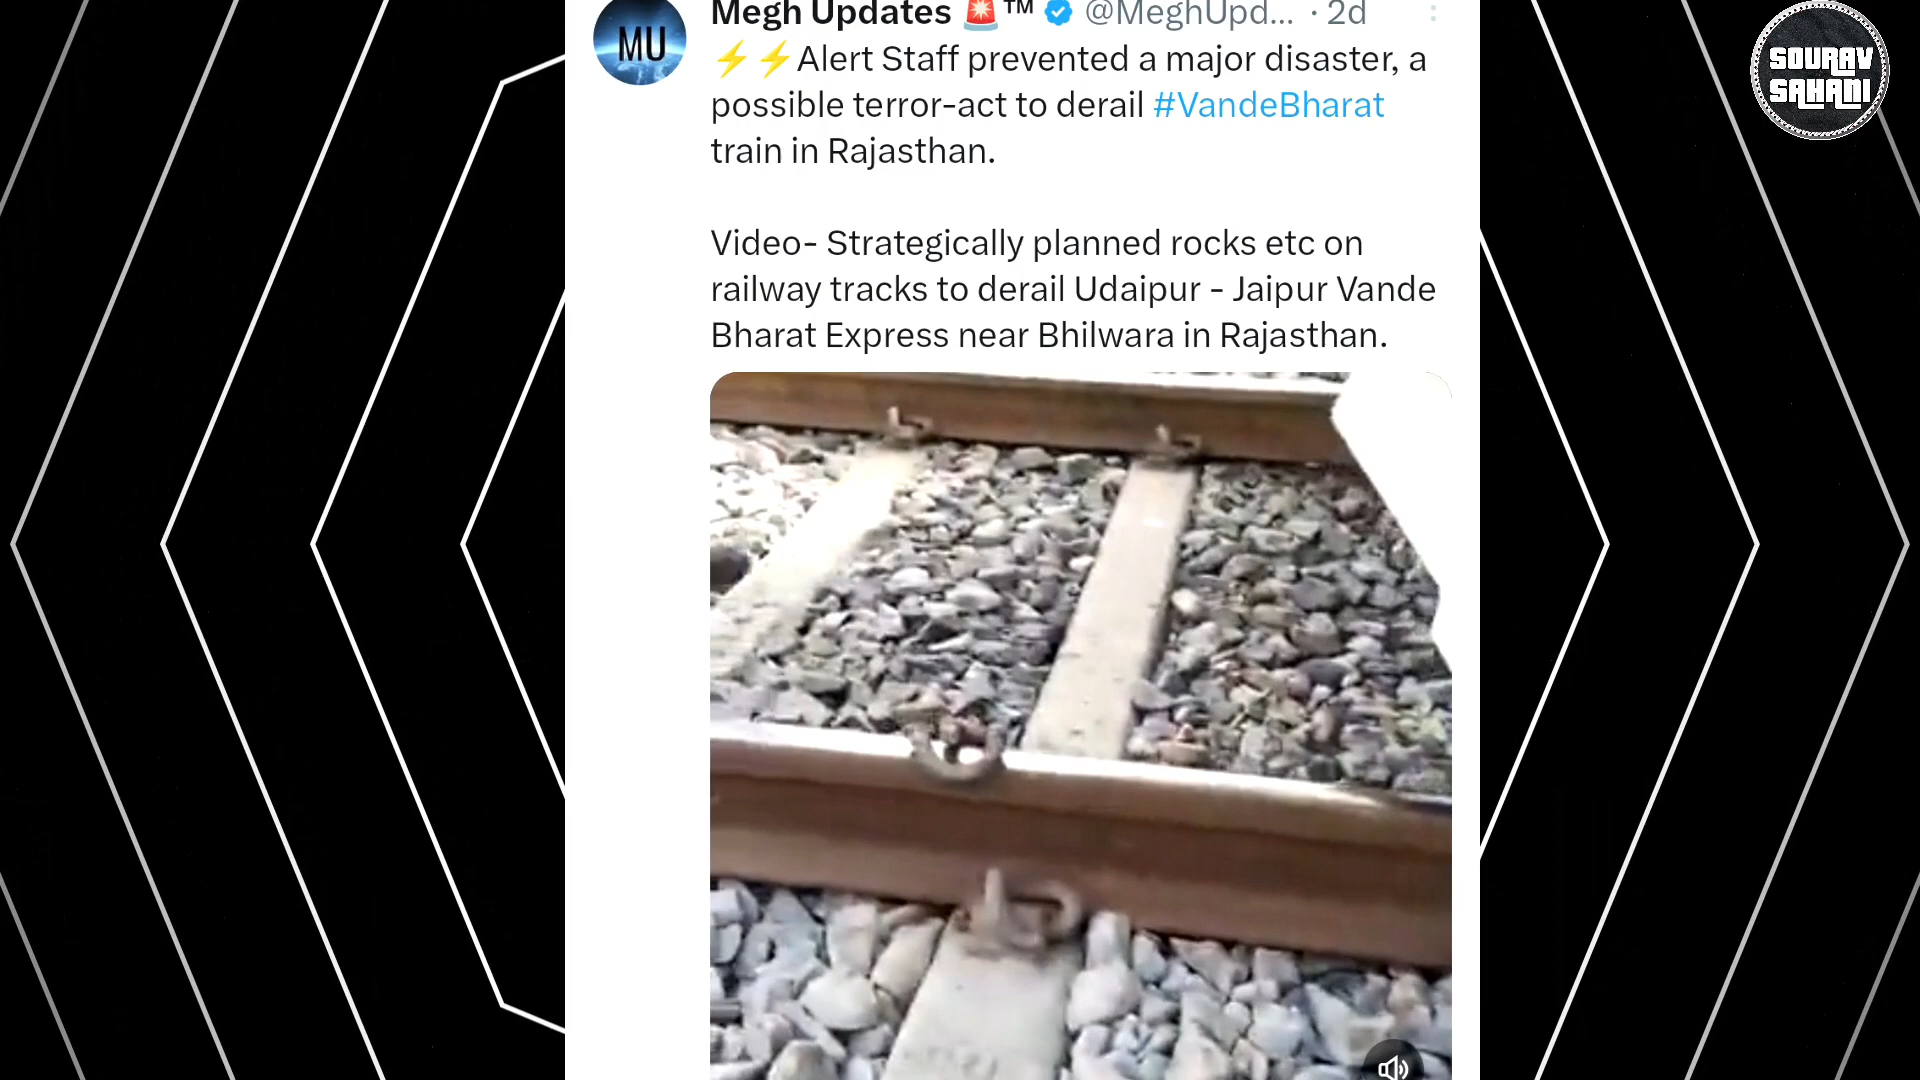 MU
Megh Updates 🚨™ @MeghUpd... · 2d
⚡⚡Alert Staff prevented a major disaster, a
possible terror-act to derail #VandeBharat
train in Rajasthan.
Video- Strategically planned rocks etc on
railway tracks to derail Udaipur - Jaipur Vande
Bharat Express near Bhilwara in Rajasthan.
SOURAV
SAHANI